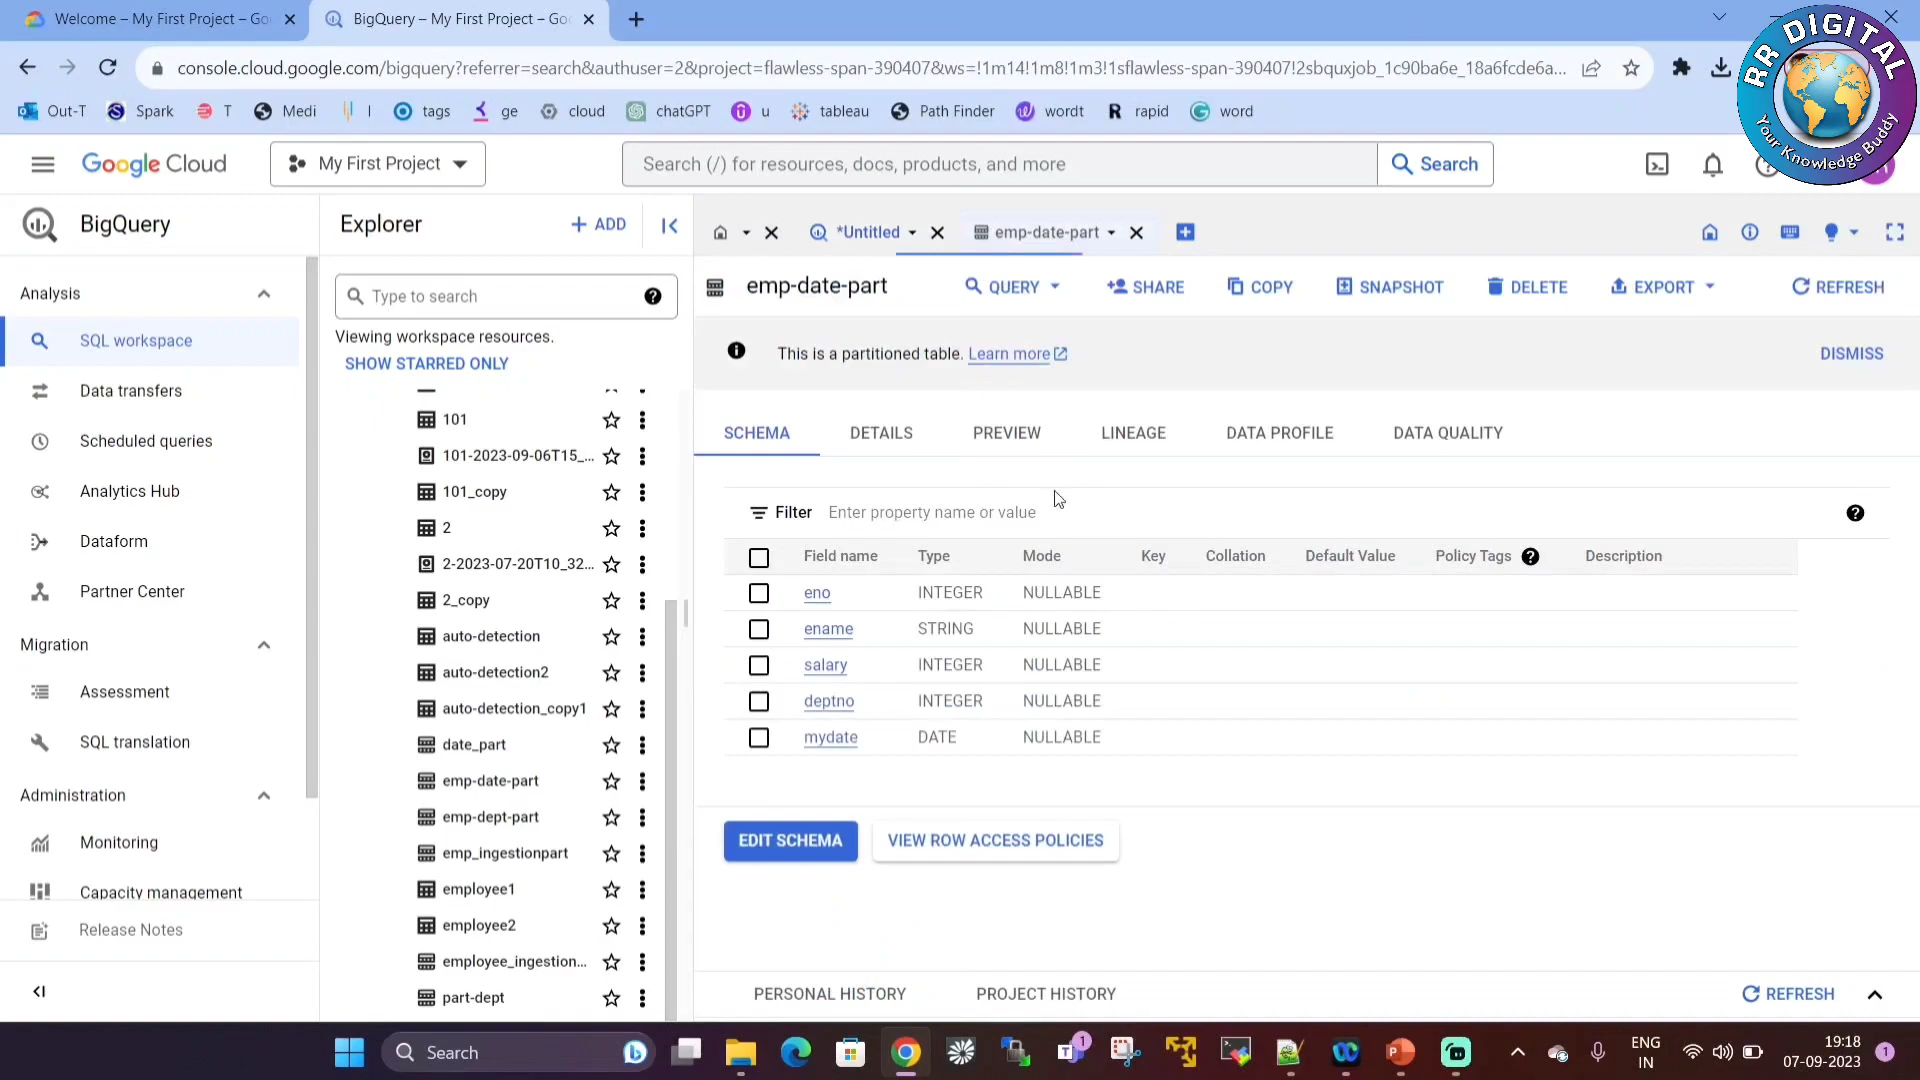 Welcome – My First Project – Go
BigQuery – My First Project – Go
console.cloud.google.com/bigquery?referrer=search&authuser=2&project=flawless-span-390407&ws=!1m14!1m8!1m3!1sflawless-span-390407!2sbquxjob_1c90ba6e_18a6fcde6a...
Out-T Spark T Medi I tags ge cloud chatGPT u tableau Path Finder wordt rapid word
RR DIGITAL
Your Knowledge Buddy
Google Cloud My First Project Search (/) for resources, docs, products, and more Search
BigQuery
Analysis
SQL workspace
Data transfers
Scheduled queries
Analytics Hub
Dataform
Partner Center
Migration
Assessment
SQL translation
Administration
Monitoring
Capacity management
Release Notes
Explorer + ADD
Type to search
Viewing workspace resources.
SHOW STARRED ONLY
101
101-2023-09-06T15_...
101_copy
2
2-2023-07-20T10_32...
2_copy
auto-detection
auto-detection2
auto-detection_copy1
date_part
emp-date-part
emp-dept-part
emp_ingestionpart
employee1
employee2
employee_ingestion...
part-dept
*Untitled emp-date-part
emp-date-part QUERY SHARE COPY SNAPSHOT DELETE EXPORT REFRESH
This is a partitioned table. Learn more DISMISS
SCHEMA DETAILS PREVIEW LINEAGE DATA PROFILE DATA QUALITY
Filter Enter property name or value
Field name Type Mode Key Collation Default Value Policy Tags Description
eno INTEGER NULLABLE
ename STRING NULLABLE
salary INTEGER NULLABLE
deptno INTEGER NULLABLE
mydate DATE NULLABLE
EDIT SCHEMA VIEW ROW ACCESS POLICIES
PERSONAL HISTORY PROJECT HISTORY REFRESH
Search
1
ENG
IN
19:18
07-09-2023
1